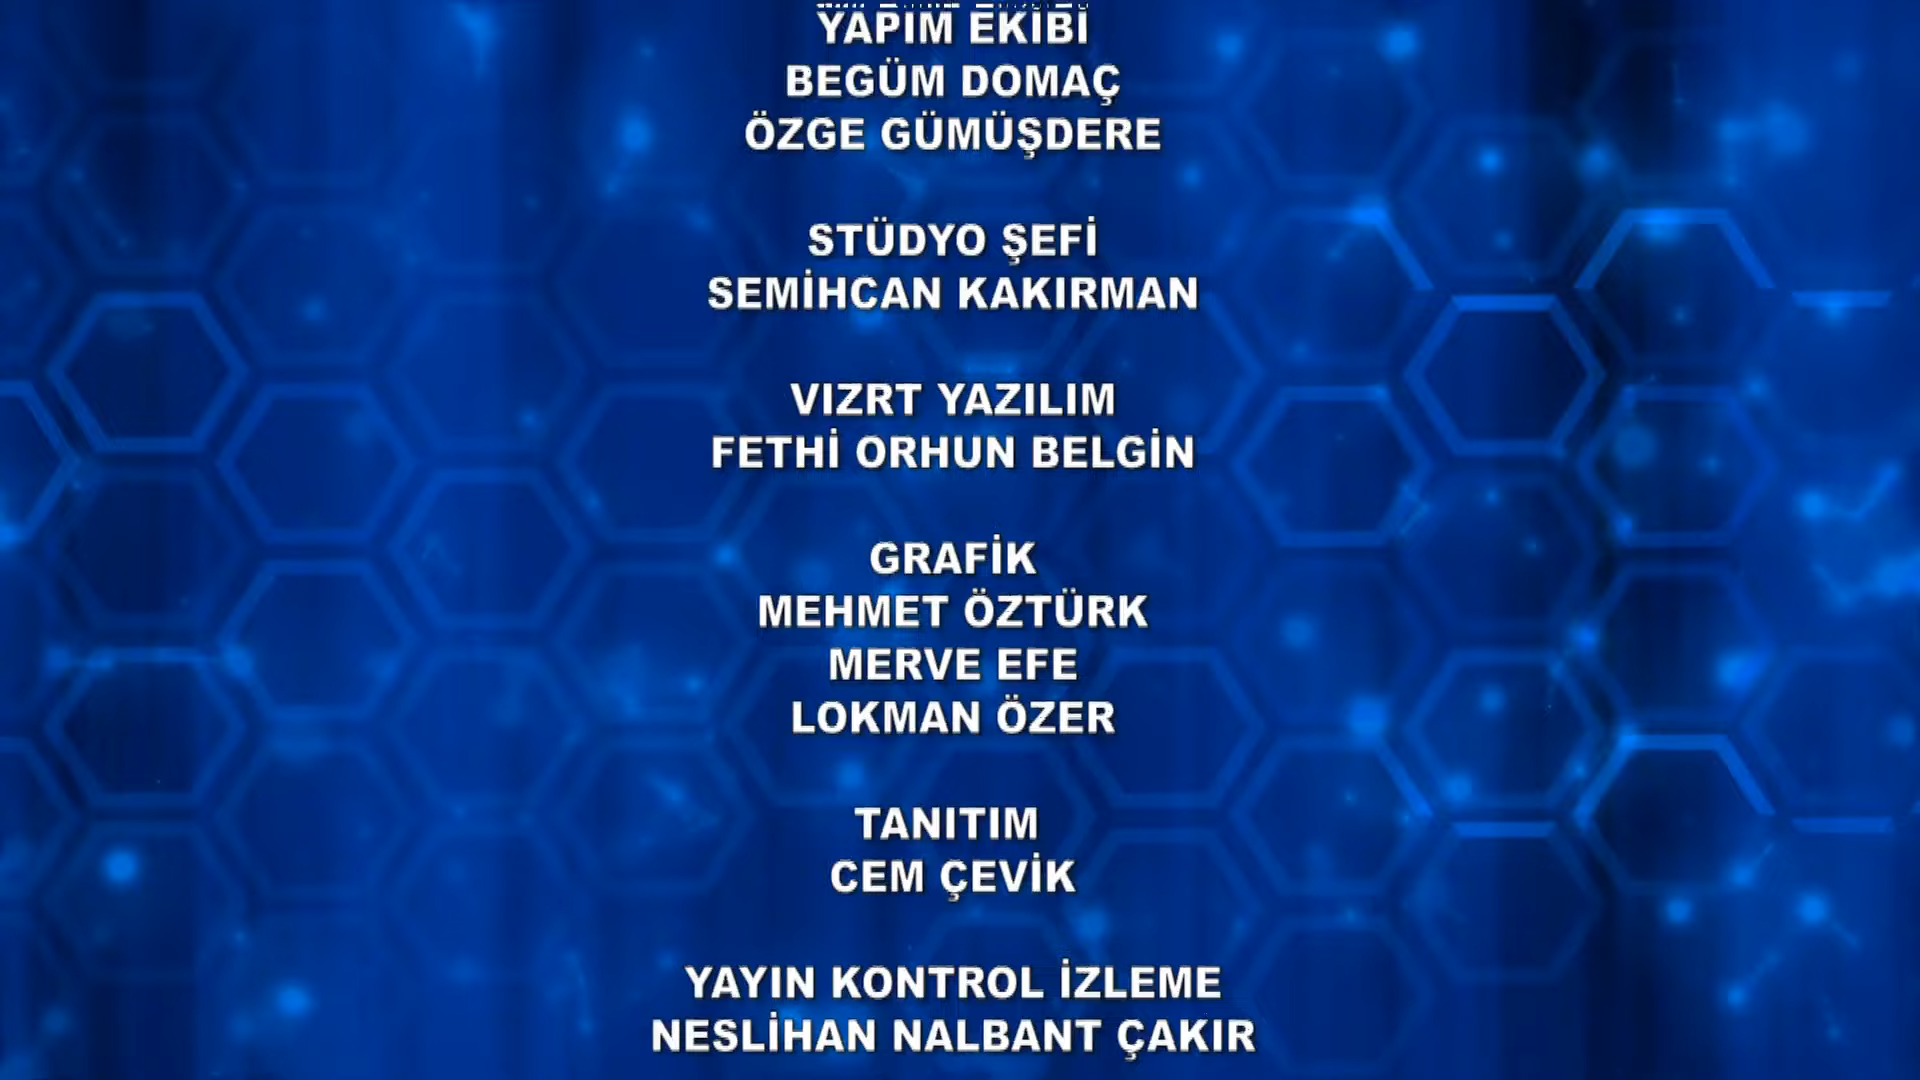 YAPIM EKİBİ
BEGÜM DOMAÇ
ÖZGE GÜMÜŞDERE
STÜDYO ŞEFİ
SEMİHCAN KAKIRMAN
VIZRT YAZILIM
FETHİ ORHUN BELGİN
GRAFİK
MEHMET ÖZTÜRK
MERVE EFE
LOKMAN ÖZER
TANITIM
CEM ÇEVİK
YAYIN KONTROL İZLEME
NESLİHAN NALBANT ÇAKIR